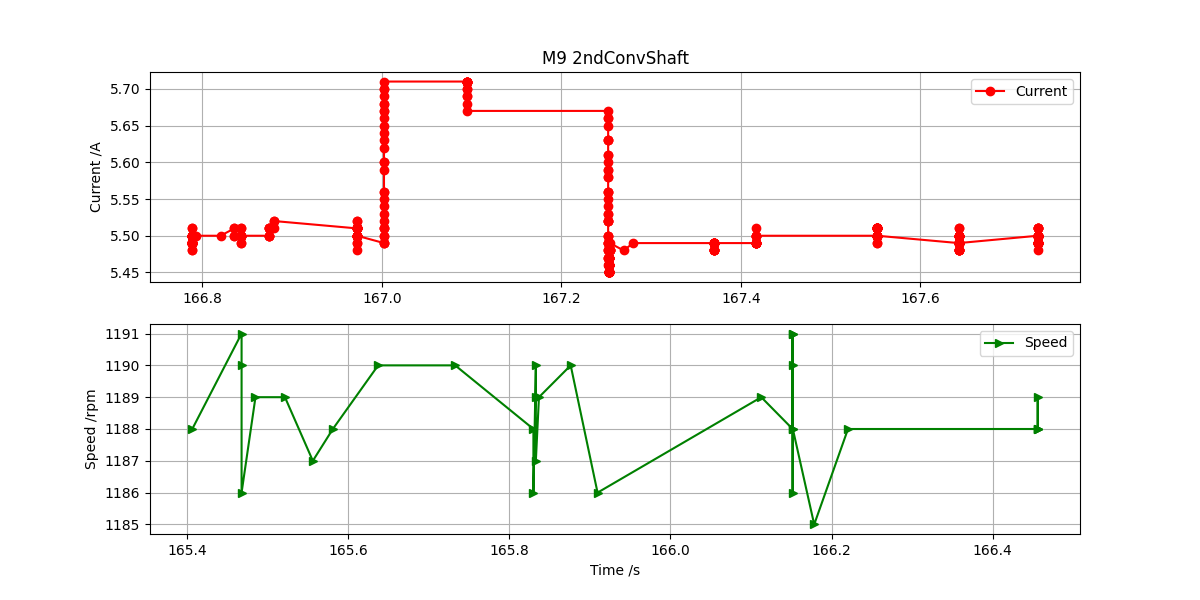 M9 2ndConvShaft
Current /A
5.70
5.65
5.60
5.55
5.50
5.45
Current
166.8 167.0 167.2 167.4 167.6
Speed /rpm
1191
1190
1189
1188
1187
1186
1185
Speed
165.4 165.6 165.8 166.0 166.2 166.4
Time /s